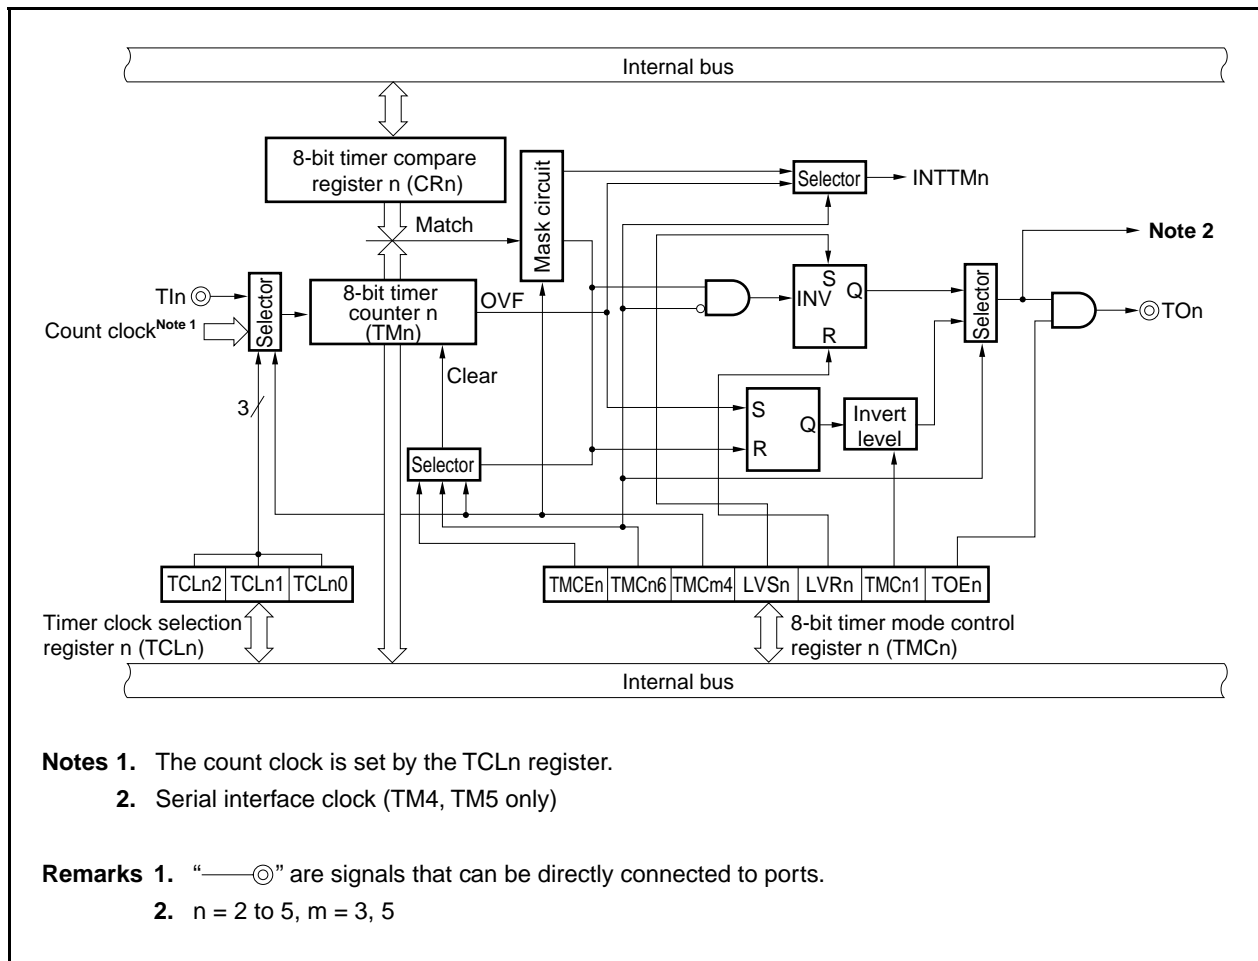 Internal bus
8-bit timer compare
register n (CRn)
Match
Mask circuit
Selector
INTTMn
Note 2
TIn
Count clock Note 1
Selector
8-bit timer
counter n
(TMn)
OVF
Clear
S
INV
Q
R
Selector
TOn
3
Selector
S
Q
R
Invert
level
TCLn2 TCLn1 TCLn0
TMCEn TMCn6 TMCm4 LVSn LVRn TMCn1 TOEn
Timer clock selection
register n (TCLn)
8-bit timer mode control
register n (TMCn)
Internal bus
Notes 1. The count clock is set by the TCLn register.
2. Serial interface clock (TM4, TM5 only)
Remarks 1. “——◎” are signals that can be directly connected to ports.
2. n = 2 to 5, m = 3, 5